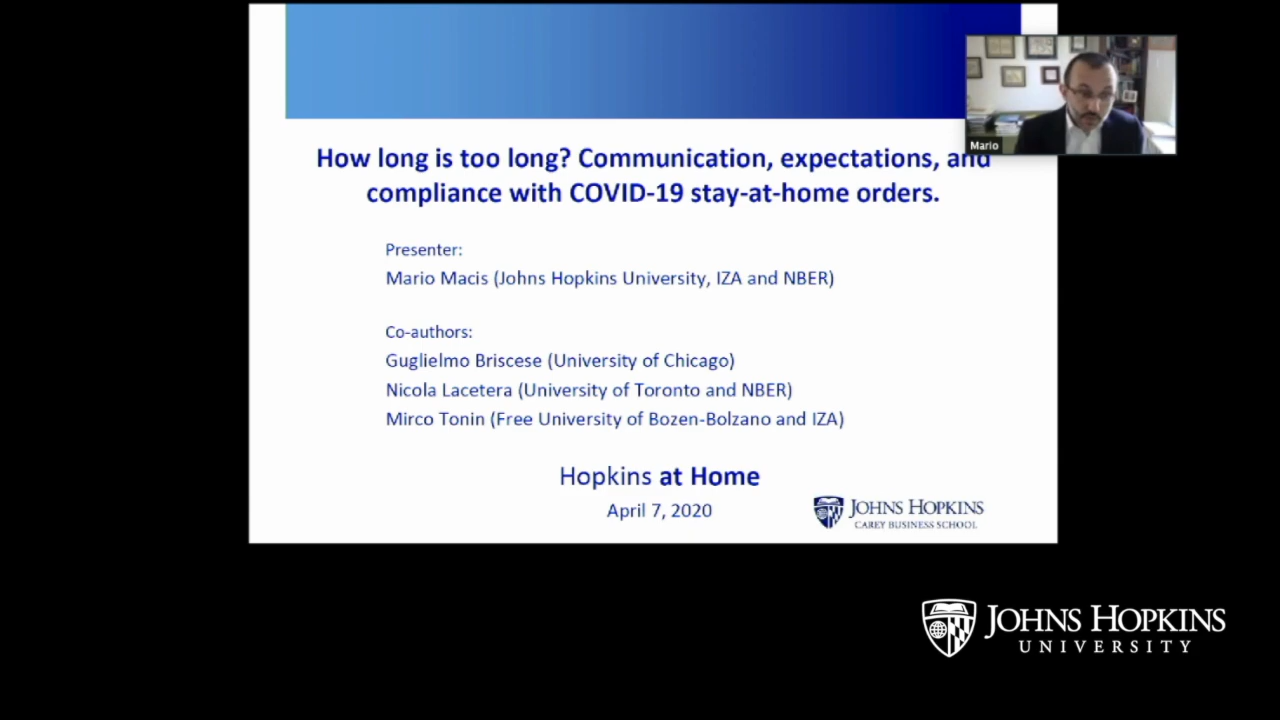 How long is too long? Communication, expectations, and
compliance with COVID-19 stay-at-home orders.
Mario
Presenter:
Mario Macis (Johns Hopkins University, IZA and NBER)
Co-authors:
Guglielmo Briscese (University of Chicago)
Nicola Lacetera (University of Toronto and NBER)
Mirco Tonin (Free University of Bozen-Bolzano and IZA)
Hopkins at Home
April 7, 2020
JOHNS HOPKINS
CAREY BUSINESS SCHOOL
JOHNS HOPKINS
UNIVERSITY